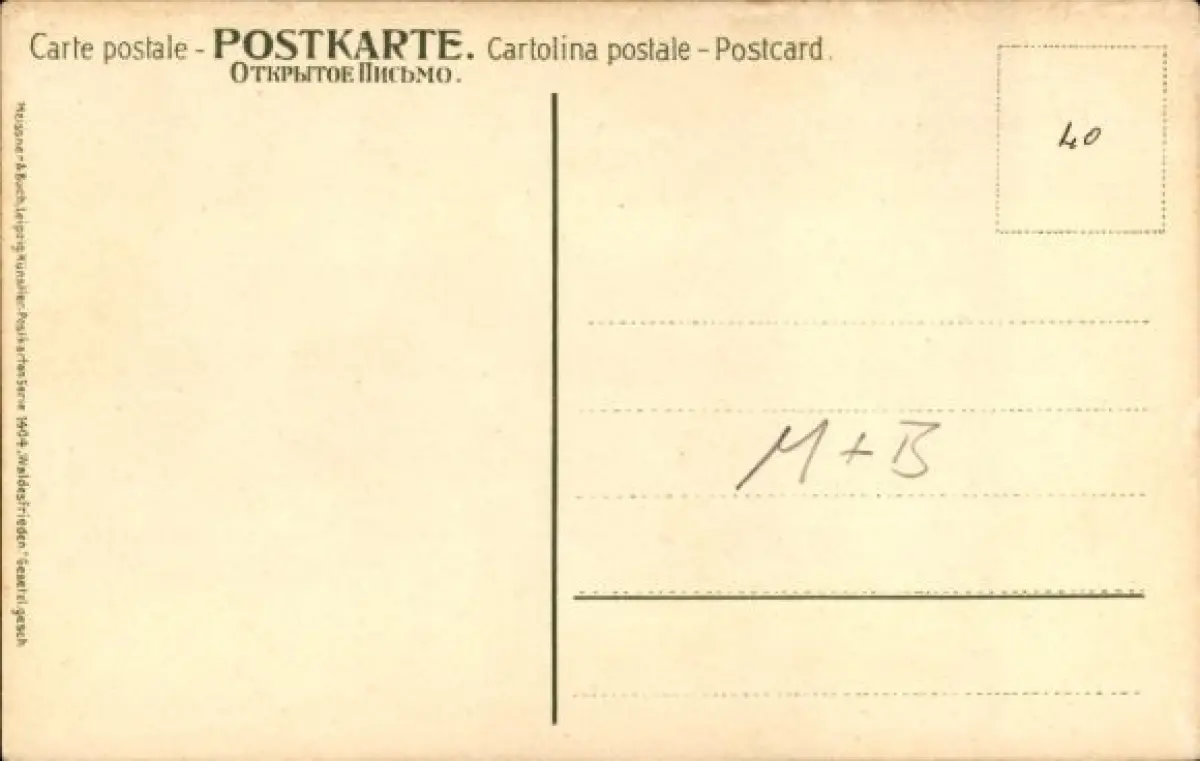 Carte postale - POSTKARTE. Cartolina postale - Postcard.
Открытое Письмо.
40
M + B
Meissner & Buch, Leipzig, Künstler-Postkarten Serie 1404 „Waldesfrieden." Gesetzl. gesch